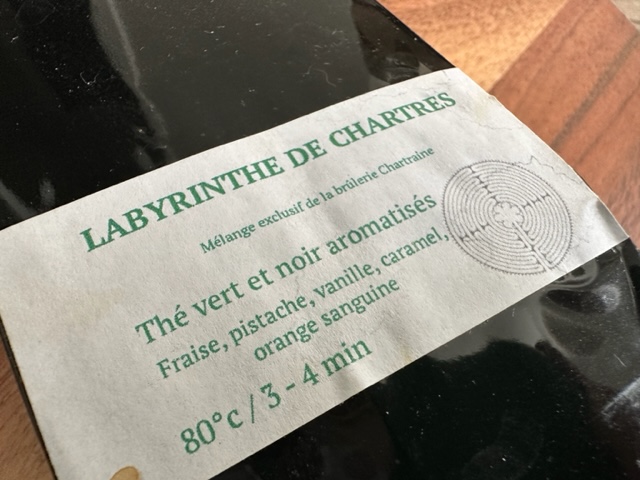 LABYRINTHE DE CHARTRES
Mélange exclusif de la brûlerie Chartraine
Thé vert et noir aromatisés
Fraise, pistache, vanille, caramel,
orange sanguine
80°c / 3 - 4 min